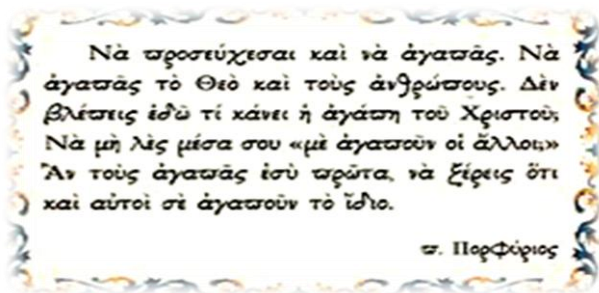 Νὰ προσεύχεσαι καὶ νὰ ἀγαπᾶς. Νὰ
ἀγαπᾶς τὸ Θεὸ καὶ τοὺς ἀνθρώπους. Δὲν
βλέπεις ἐδῶ τί κάνει ἡ ἀγάπη τοῦ Χριστοῦ;
Νὰ μὴ λὲς μέσα σου «μὲ ἀγαποῦν οἱ ἄλλοι;»
Ἂν τοὺς ἀγαπᾶς ἐσὺ πρῶτα, νὰ ξέρεις ὅτι
καὶ αὐτοὶ σὲ ἀγαποῦν τὸ ἴδιο.
π. Πορφύριος